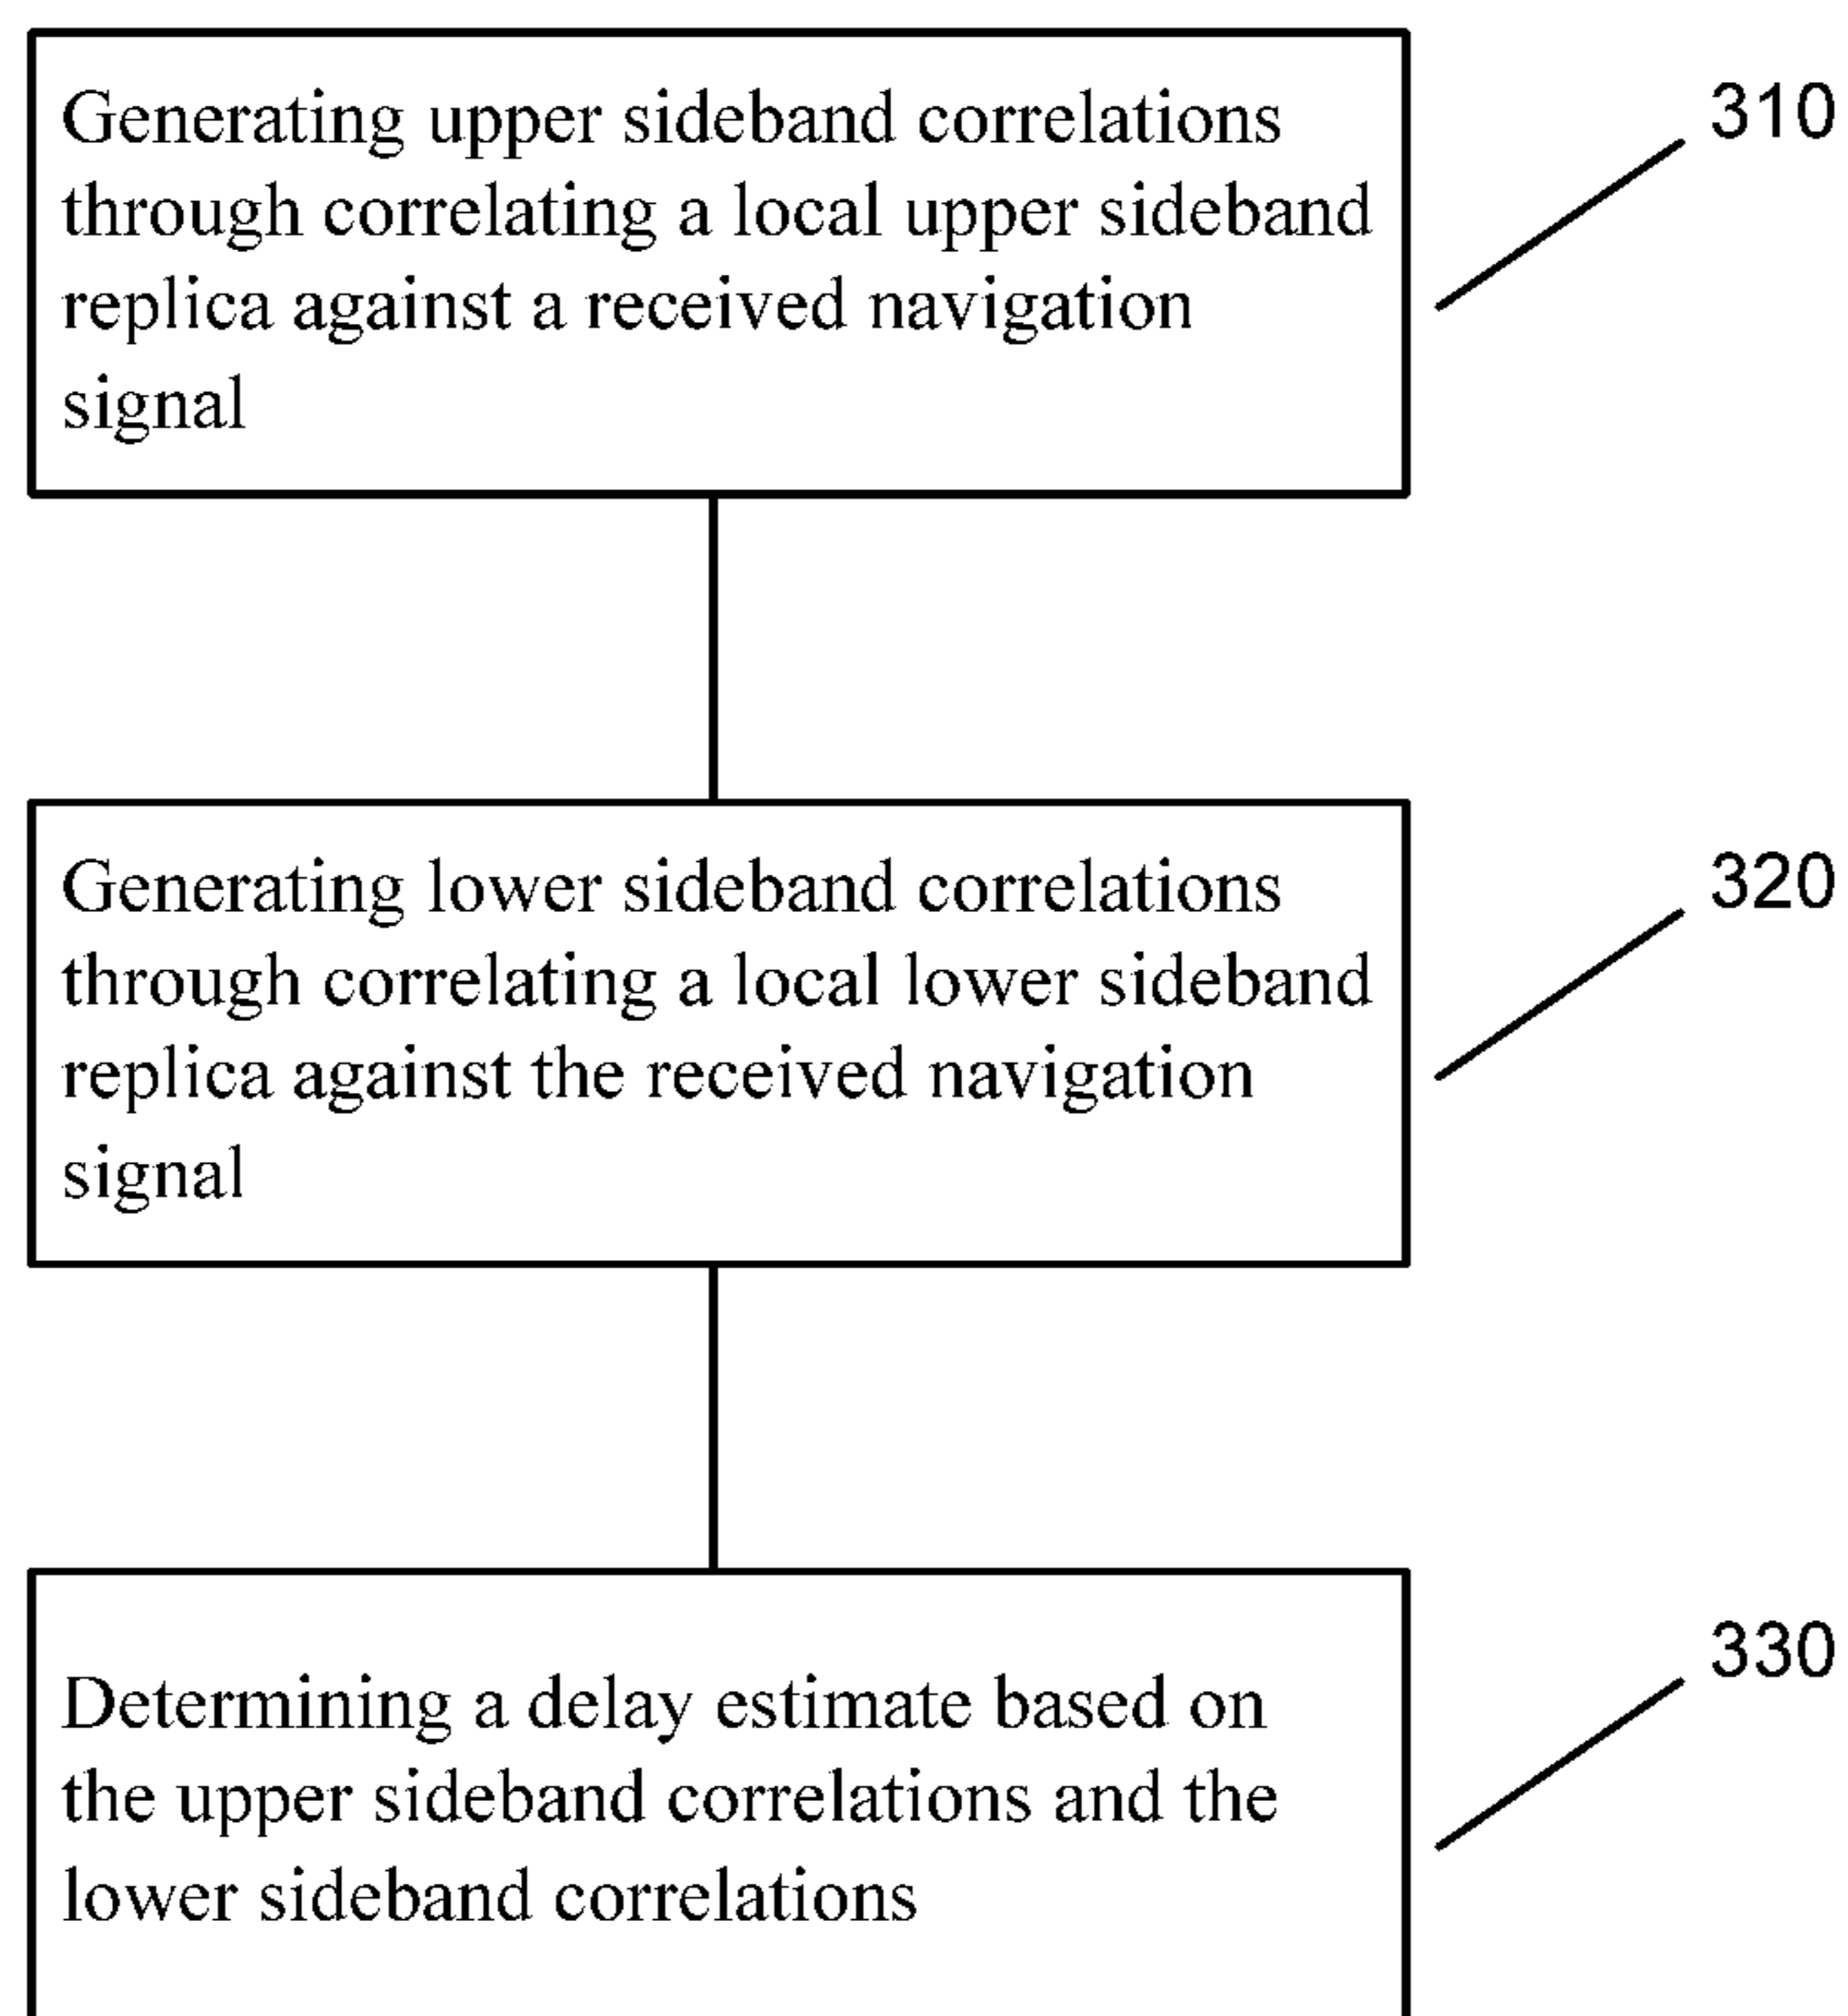 Generating upper sideband correlations
through correlating a local upper sideband
replica against a received navigation
signal
310
Generating lower sideband correlations
through correlating a local lower sideband
replica against the received navigation
signal
320
Determining a delay estimate based on
the upper sideband correlations and the
lower sideband correlations
330